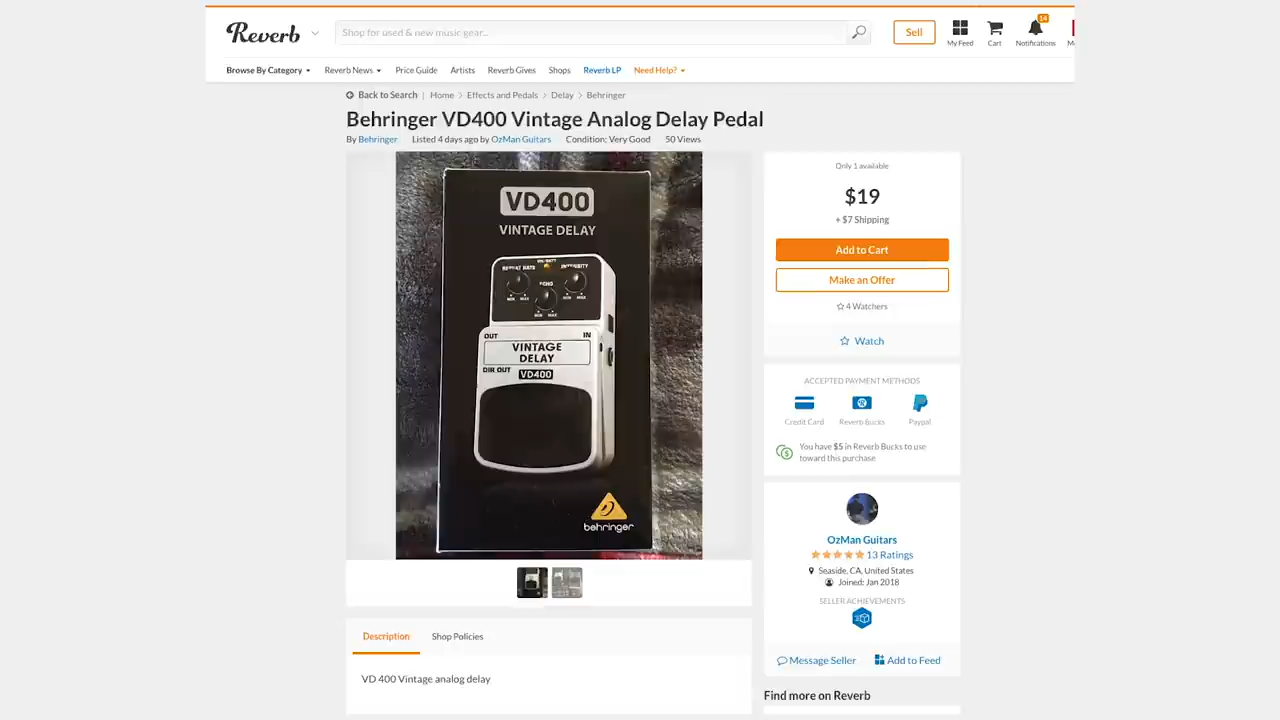 Reverb
Shop for used & new music gear...
Sell
14
My Feed
Cart
Notifications
Browse By Category
Reverb News
Price Guide
Artists
Reverb Gives
Shops
Reverb LP
Need Help?
Back to Search | Home > Effects and Pedals > Delay > Behringer
Behringer VD400 Vintage Analog Delay Pedal
By Behringer Listed 4 days ago by OzMan Guitars Condition: Very Good 50 Views
VD400
VINTAGE DELAY
REPEAT RATE
INTENSITY
ECHO
MIN MAX
MIN MAX
MIN MAX
OUT IN
VINTAGE
DELAY
DIR OUT VD400
behringer
Only 1 available
$19
+ $7 Shipping
Add to Cart
Make an Offer
4 Watchers
Watch
ACCEPTED PAYMENT METHODS
Credit Card
Reverb Bucks
Paypal
You have $5 in Reverb Bucks to use
toward this purchase
OzMan Guitars
13 Ratings
Seaside, CA, United States
Joined: Jan 2018
SELLER ACHIEVEMENTS
Message Seller
Add to Feed
Find more on Reverb
Description
Shop Policies
VD 400 Vintage analog delay